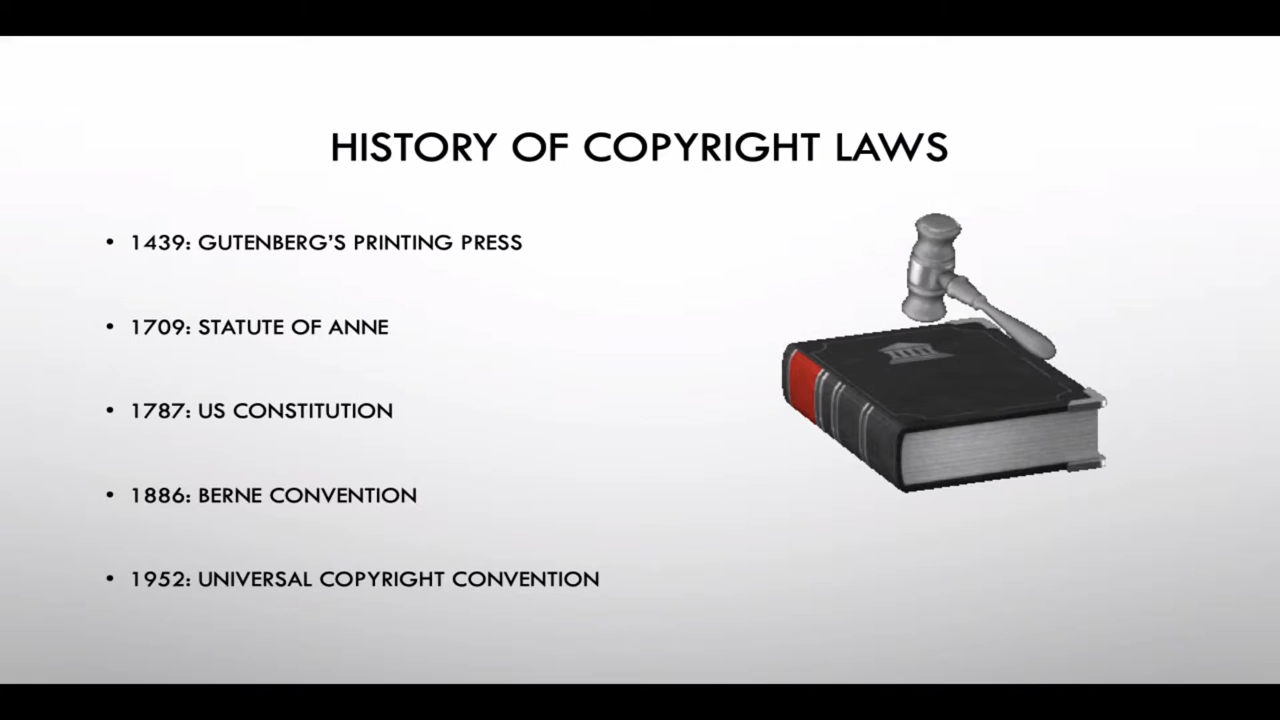 HISTORY OF COPYRIGHT LAWS
• 1439: GUTENBERG’S PRINTING PRESS
• 1709: STATUTE OF ANNE
• 1787: US CONSTITUTION
• 1886: BERNE CONVENTION
• 1952: UNIVERSAL COPYRIGHT CONVENTION